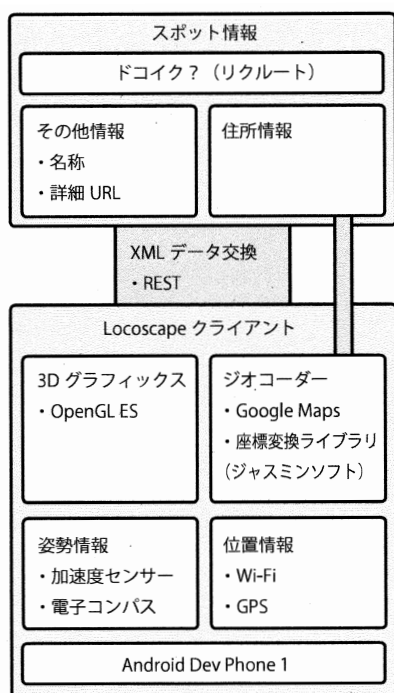 スポット情報
ドコイク？（リクルート）
その他情報
・名称
・詳細 URL
住所情報
XML データ交換
・REST
Locoscape クライアント
3D グラフィックス
・OpenGL ES
ジオコーダー
・Google Maps
・座標変換ライブラリ
（ジャスミンソフト）
姿勢情報
・加速度センサー
・電子コンパス
位置情報
・Wi-Fi
・GPS
Android Dev Phone 1